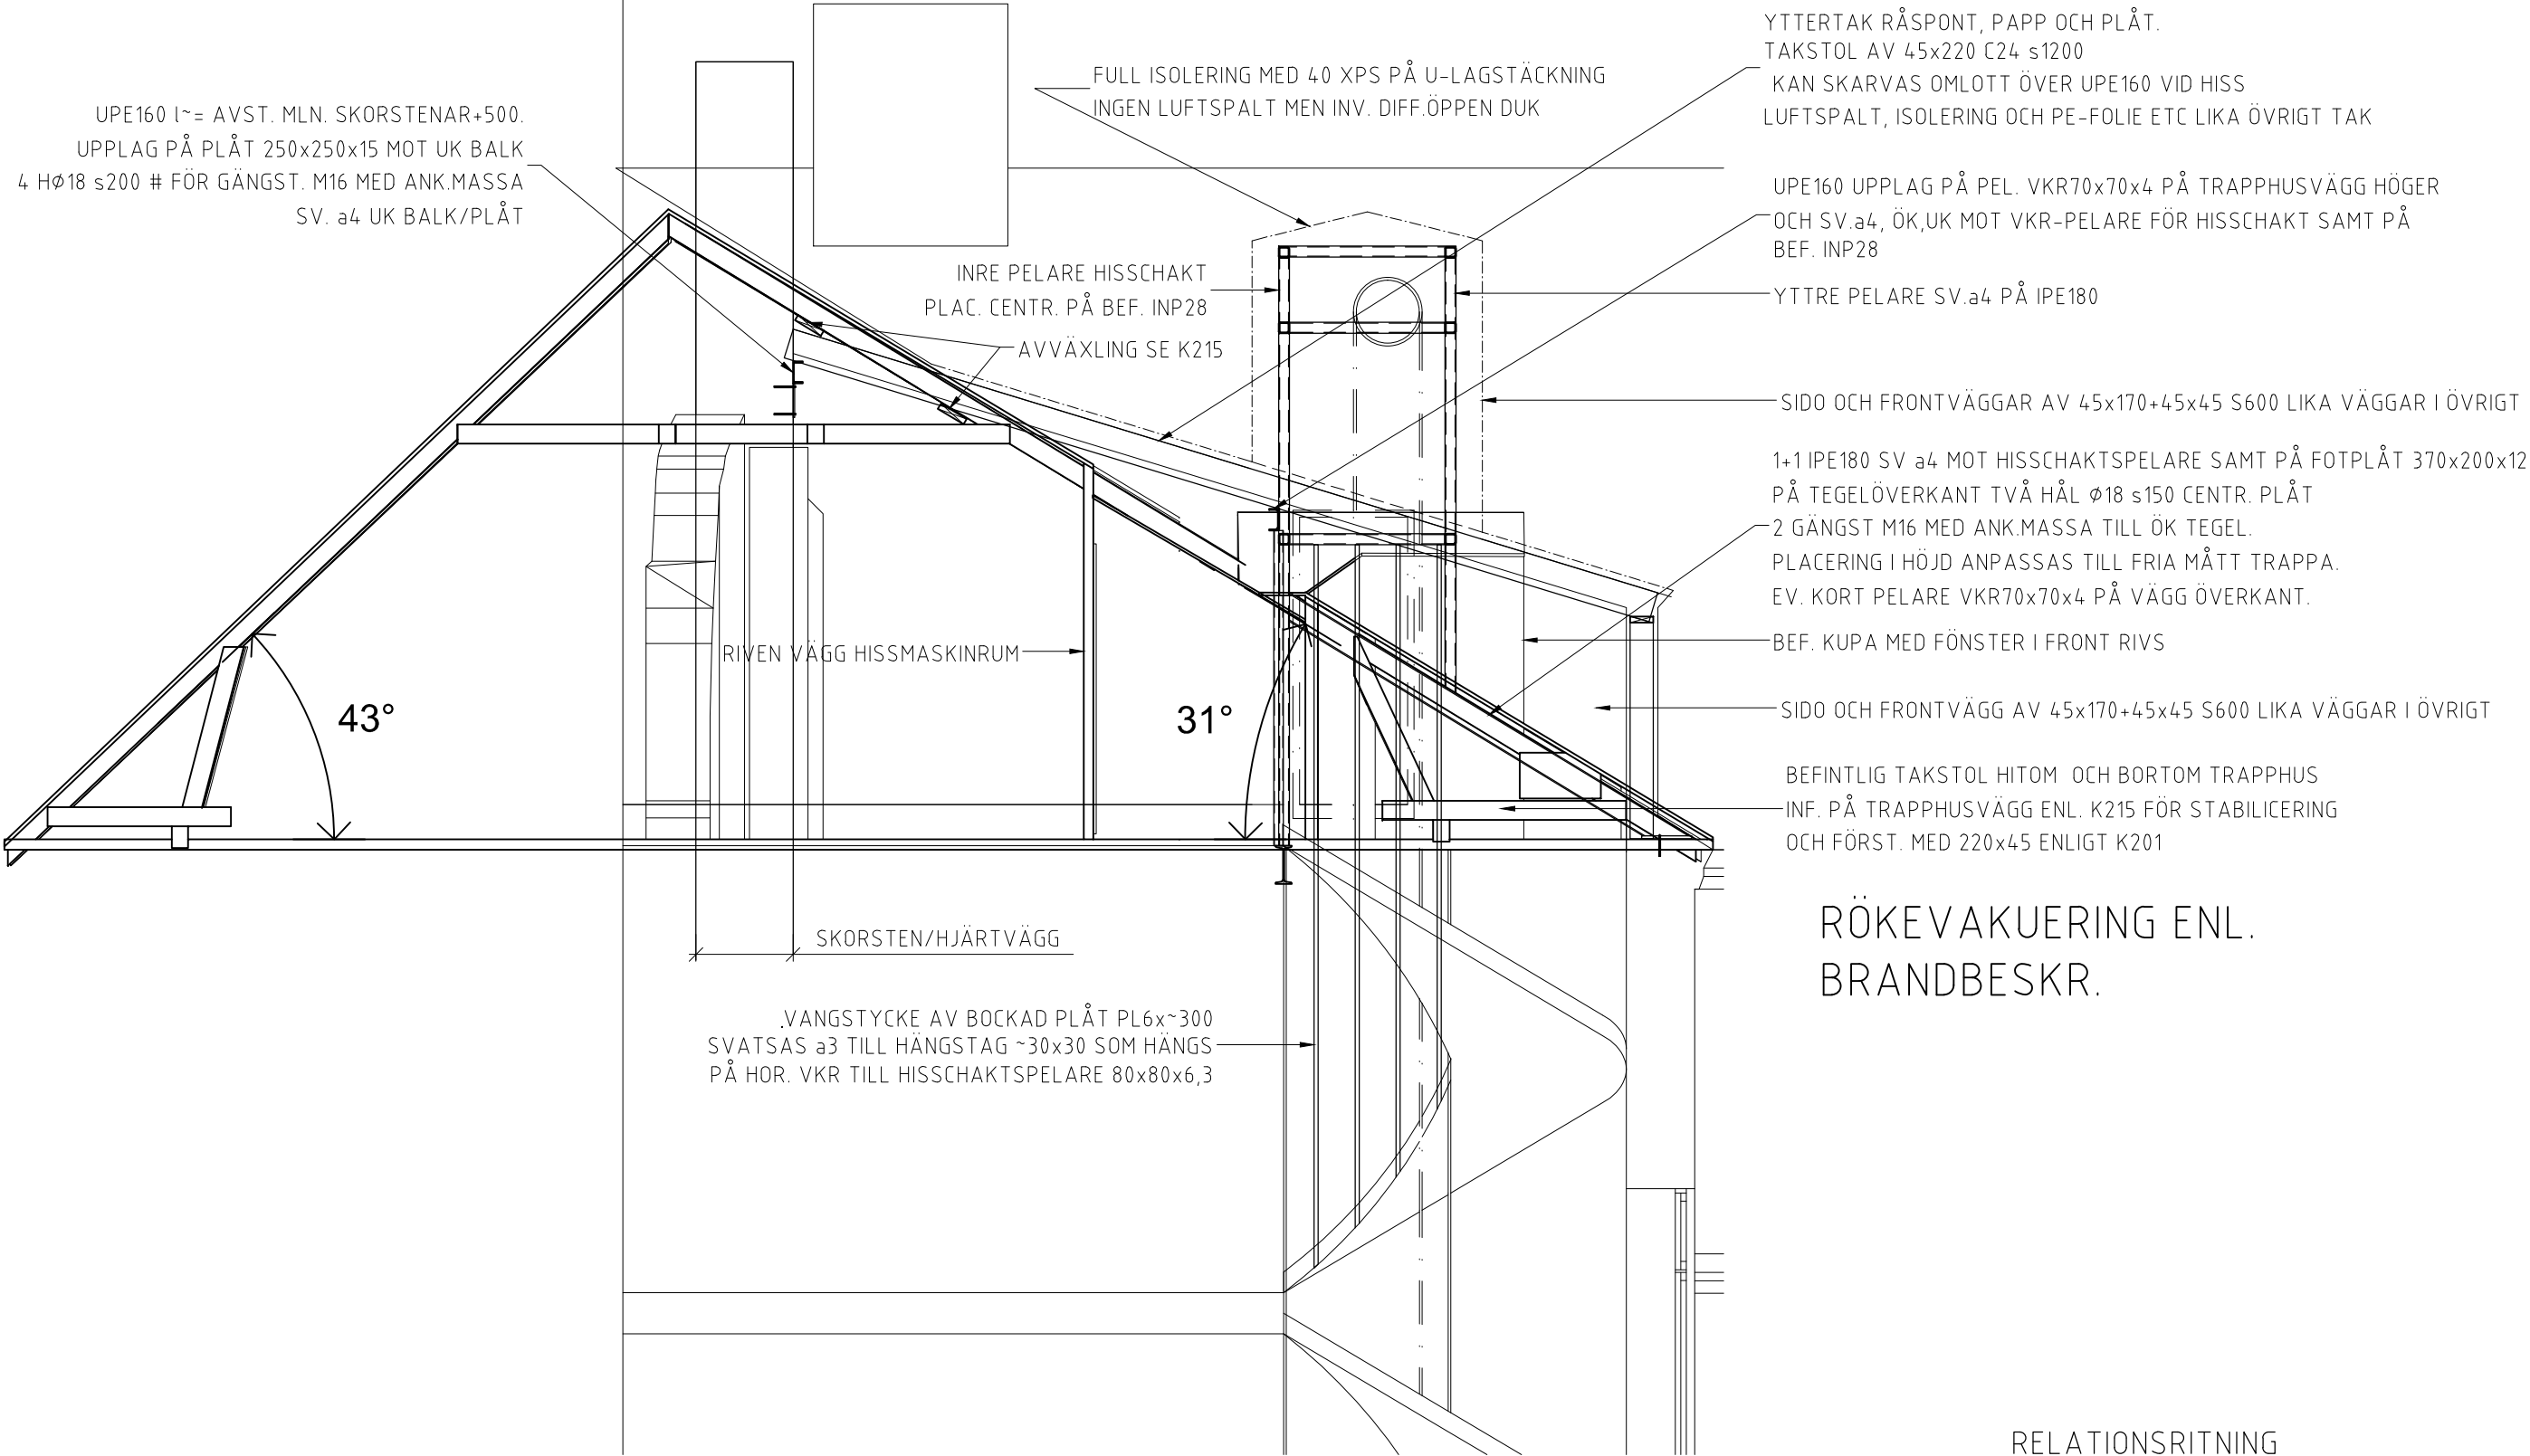 UPE160 l~= AVST. MLN. SKORSTENAR+500.
UPPLAG PÅ PLÅT 250x250x15 MOT UK BALK
4 HØ18 s200 # FÖR GÄNGST. M16 MED ANK.MASSA
SV. a4 UK BALK/PLÅT
FULL ISOLERING MED 40 XPS PÅ U-LAGSTÄCKNING
INGEN LUFTSPALT MEN INV. DIFF.ÖPPEN DUK
YTTERTAK RÅSPONT, PAPP OCH PLÅT.
TAKSTOL AV 45x220 C24 s1200
KAN SKARVAS OMLOTT ÖVER UPE160 VID HISS
LUFTSPALT, ISOLERING OCH PE-FOLIE ETC LIKA ÖVRIGT TAK
UPE160 UPPLAG PÅ PEL. VKR70x70x4 PÅ TRAPPHUSVÄGG HÖGER
OCH SV.a4, ÖK,UK MOT VKR-PELARE FÖR HISSCHAKT SAMT PÅ
BEF. INP28
INRE PELARE HISSCHAKT
PLAC. CENTR. PÅ BEF. INP28
YTTRE PELARE SV.a4 PÅ IPE180
AVVÄXLING SE K215
SIDO OCH FRONTVÄGGAR AV 45x170+45x45 S600 LIKA VÄGGAR I ÖVRIGT
1+1 IPE180 SV a4 MOT HISSCHAKTSPELARE SAMT PÅ FOTPLÅT 370x200x12
PÅ TEGELÖVERKANT TVÅ HÅL Ø18 s150 CENTR. PLÅT
2 GÄNGST M16 MED ANK.MASSA TILL ÖK TEGEL.
PLACERING I HÖJD ANPASSAS TILL FRIA MÅTT TRAPPA.
EV. KORT PELARE VKR70x70x4 PÅ VÄGG ÖVERKANT.
BEF. KUPA MED FÖNSTER I FRONT RIVS
RIVEN VÄGG HISSMASKINRUM
43°
31°
SIDO OCH FRONTVÄGG AV 45x170+45x45 S600 LIKA VÄGGAR I ÖVRIGT
BEFINTLIG TAKSTOL HITOM OCH BORTOM TRAPPHUS
INF. PÅ TRAPPHUSVÄGG ENL. K215 FÖR STABILICERING
OCH FÖRST. MED 220x45 ENLIGT K201
RÖKEVAKUERING ENL.
BRANDBESKR.
SKORSTEN/HJÄRTVÄGG
.VANGSTYCKE AV BOCKAD PLÅT PL6x~300
SVATSAS a3 TILL HÄNGSTAG ~30x30 SOM HÄNGS
PÅ HOR. VKR TILL HISSCHAKTSPELARE 80x80x6,3
RELATIONSRITNING